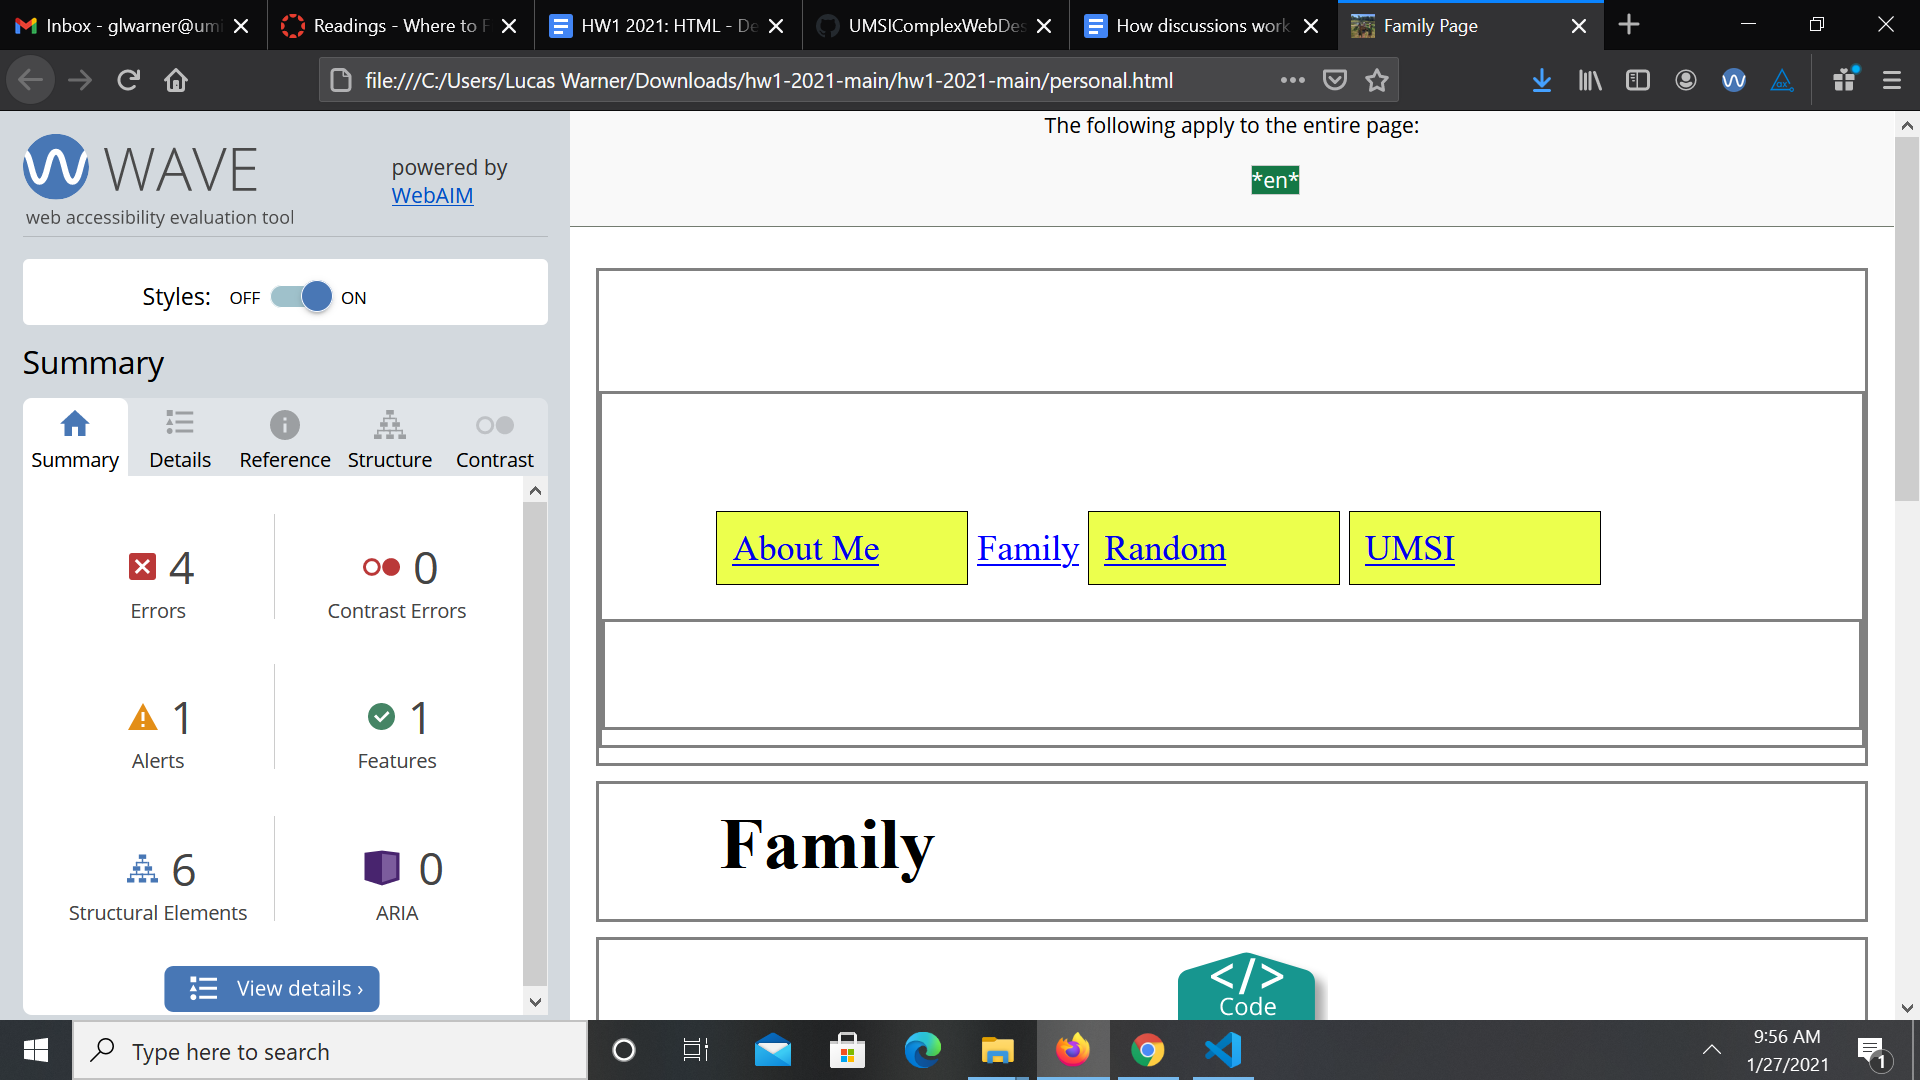 Inbox - glwarner@umi
Readings - Where to F
HW1 2021: HTML - De
UMSIComplexWebDes
How discussions work
Family Page
file:///C:/Users/Lucas Warner/Downloads/hw1-2021-main/hw1-2021-main/personal.html
WAVE
web accessibility evaluation tool
powered by
WebAIM
Styles: OFF ON
Summary
Summary
Details
Reference
Structure
Contrast
4
Errors
0
Contrast Errors
1
Alerts
1
Features
6
Structural Elements
0
ARIA
View details ›
The following apply to the entire page:
*en*
About Me
Family
Random
UMSI
Family
</>
Code
Type here to search
9:56 AM
1/27/2021
1